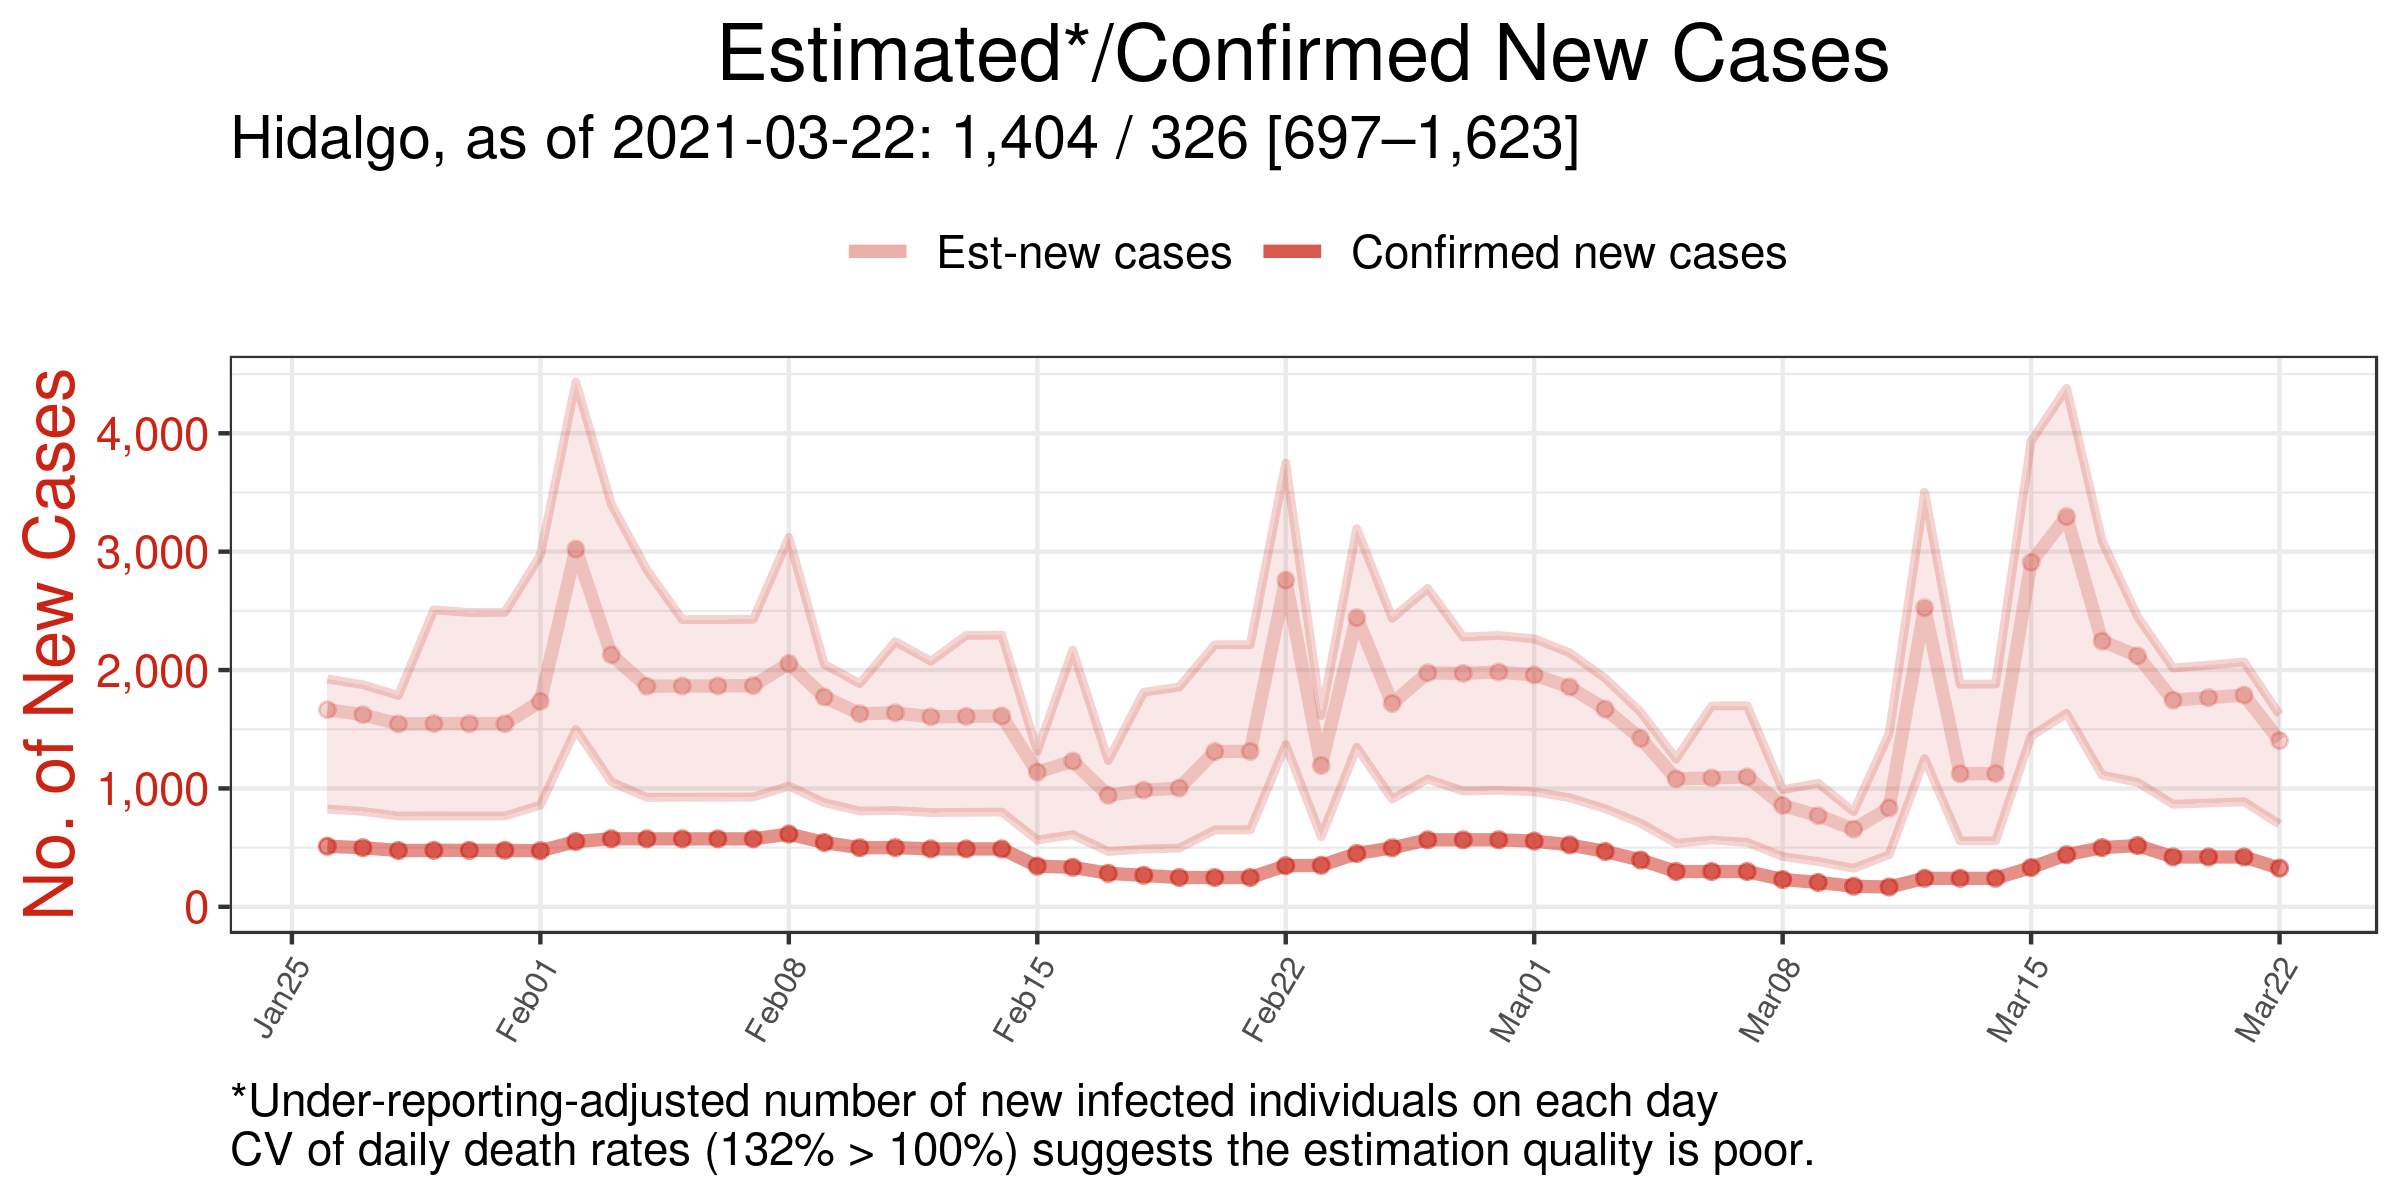 Estimated*/Confirmed New Cases
Hidalgo, as of 2021-03-22: 1,404 / 326 [697–1,623]
Est-new cases Confirmed new cases
No. of New Cases
4,000
3,000
2,000
1,000
0
Jan25 Feb01 Feb08 Feb15 Feb22 Mar01 Mar08 Mar15 Mar22
*Under-reporting-adjusted number of new infected individuals on each day
CV of daily death rates (132% > 100%) suggests the estimation quality is poor.